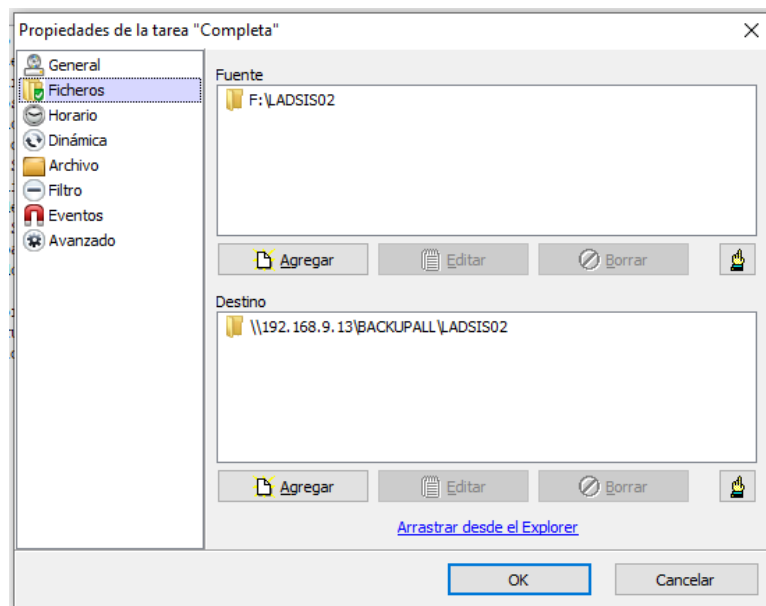 Propiedades de la tarea "Completa"
General
Ficheros
Horario
Dinámica
Archivo
Filtro
Eventos
Avanzado
Fuente
F:\LADSIS02
Agregar
Editar
Borrar
Destino
\\192.168.9.13\BACKUPALL\LADSIS02
Agregar
Editar
Borrar
Arrastrar desde el Explorer
OK
Cancelar